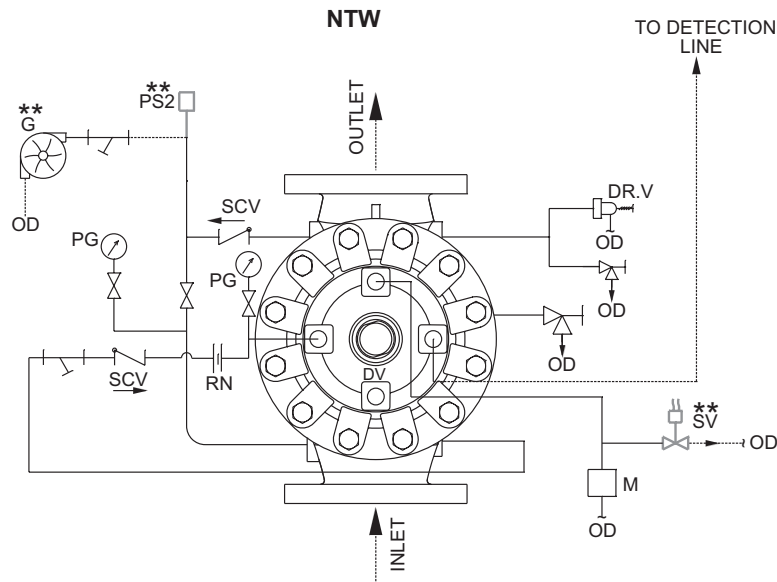 NTW
TO DETECTION
LINE
**
PS2
**
G
OUTLET
OD
SCV
DR.V
OD
PG
PG
OD
SCV
RN
DV
OD
**
SV
OD
M
OD
INLET